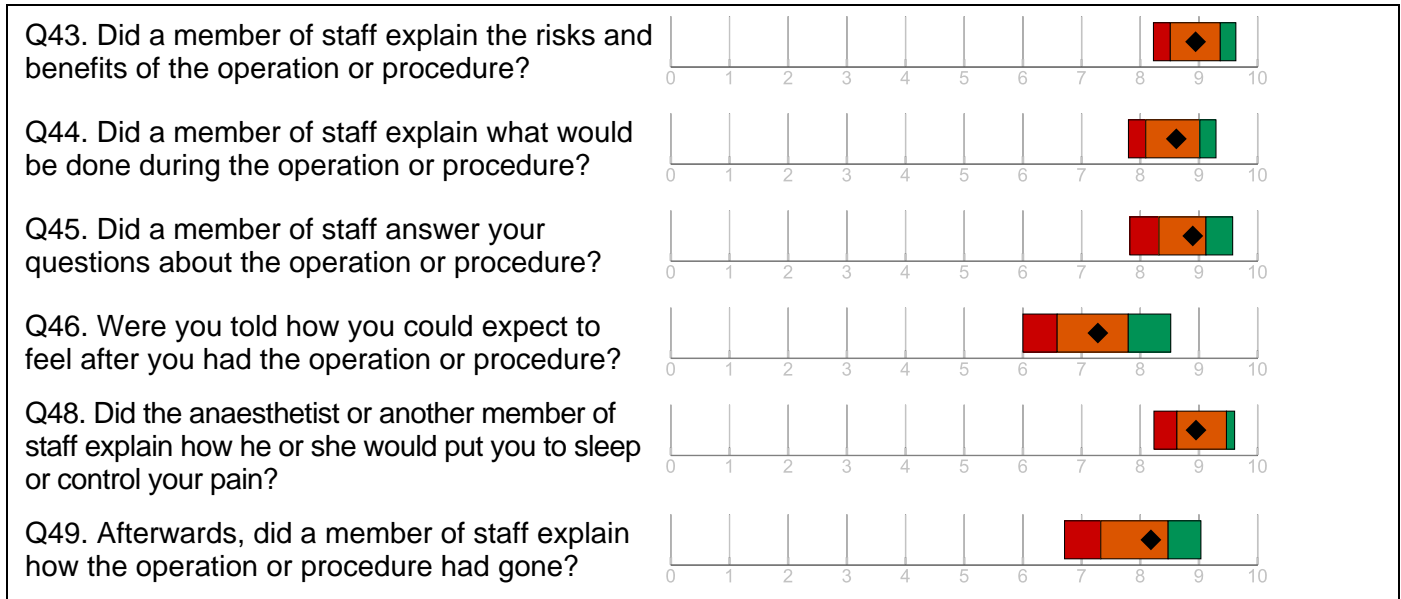 Q43. Did a member of staff explain the risks and
benefits of the operation or procedure?
0 1 2 3 4 5 6 7 8 9 10
Q44. Did a member of staff explain what would
be done during the operation or procedure?
0 1 2 3 4 5 6 7 8 9 10
Q45. Did a member of staff answer your
questions about the operation or procedure?
0 1 2 3 4 5 6 7 8 9 10
Q46. Were you told how you could expect to
feel after you had the operation or procedure?
0 1 2 3 4 5 6 7 8 9 10
Q48. Did the anaesthetist or another member of
staff explain how he or she would put you to sleep
or control your pain?
0 1 2 3 4 5 6 7 8 9 10
Q49. Afterwards, did a member of staff explain
how the operation or procedure had gone?
0 1 2 3 4 5 6 7 8 9 10